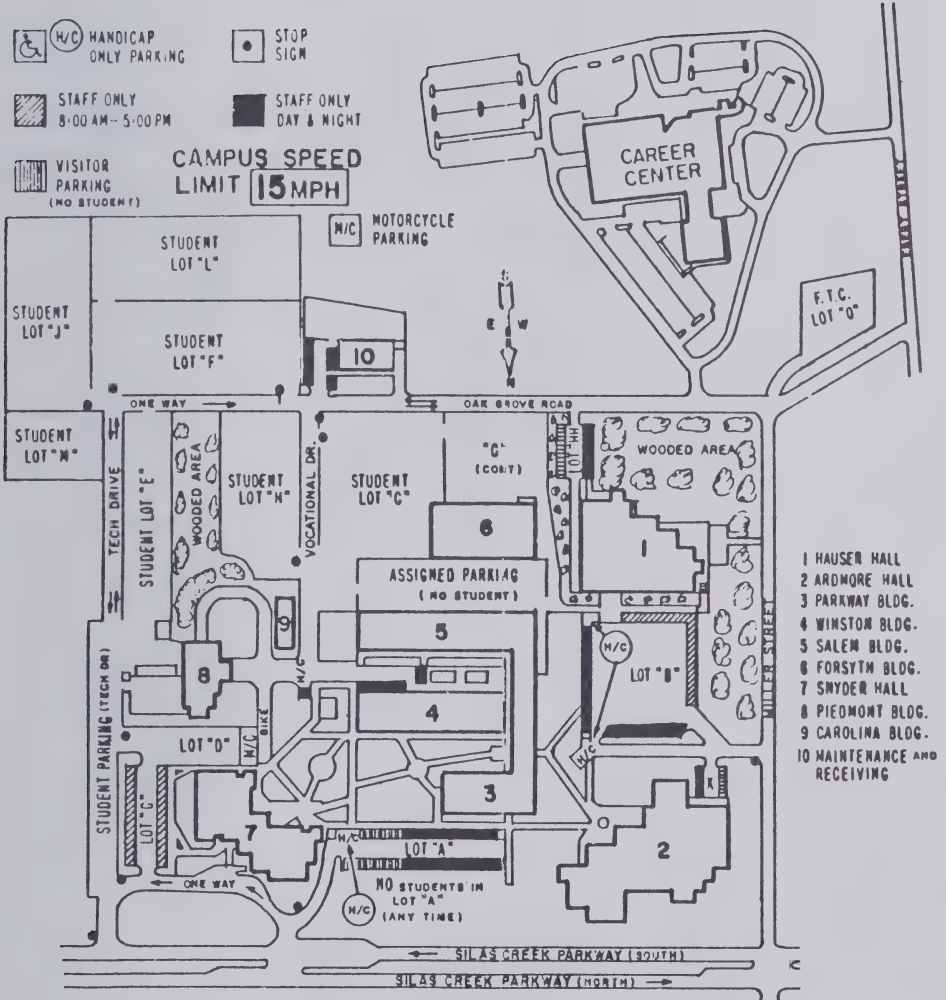 H/C HANDICAP
ONLY PARKING
STOP
SIGN
STAFF ONLY
8:00 AM-- 5:00 PM
STAFF ONLY
DAY & NIGHT
VISITOR
PARKING
(NO STUDENT)
CAMPUS SPEED
LIMIT 15 MPH
M/C MOTORCYCLE
PARKING
CAREER
CENTER
F.T.C.
LOT "O"
STUDENT
LOT "L"
STUDENT
LOT "J"
STUDENT
LOT "F"
S
E W
N
10
ONE WAY
OAK GROVE ROAD
STUDENT
LOT "M"
TECH DRIVE
STUDENT LOT "E"
WOODED AREA
STUDENT
LOT "H"
VOCATIONAL DR.
STUDENT
LOT "G"
"G"
(CONT)
LOT "HH"
WOODED AREA
6
1
ASSIGNED PARKING
(NO STUDENT)
5
9
8
H/C
4
H/C
LOT "B"
MILLER STREET
1 HAUSER HALL
2 ARDMORE HALL
3 PARKWAY BLDG.
4 WINSTON BLDG.
5 SALEM BLDG.
6 FORSYTH BLDG.
7 SNYDER HALL
8 PIEDMONT BLDG.
9 CAROLINA BLDG.
10 MAINTENANCE AND
RECEIVING
STUDENT PARKING (TECH DR)
LOT "D"
M/C
BIKE
H/C
LOT "C"
7
3
K
2
H/C
LOT "A"
NO STUDENTS IN
LOT "A"
(ANY TIME)
H/C
ONE WAY
SILAS CREEK PARKWAY (SOUTH)
SILAS CREEK PARKWAY (NORTH)